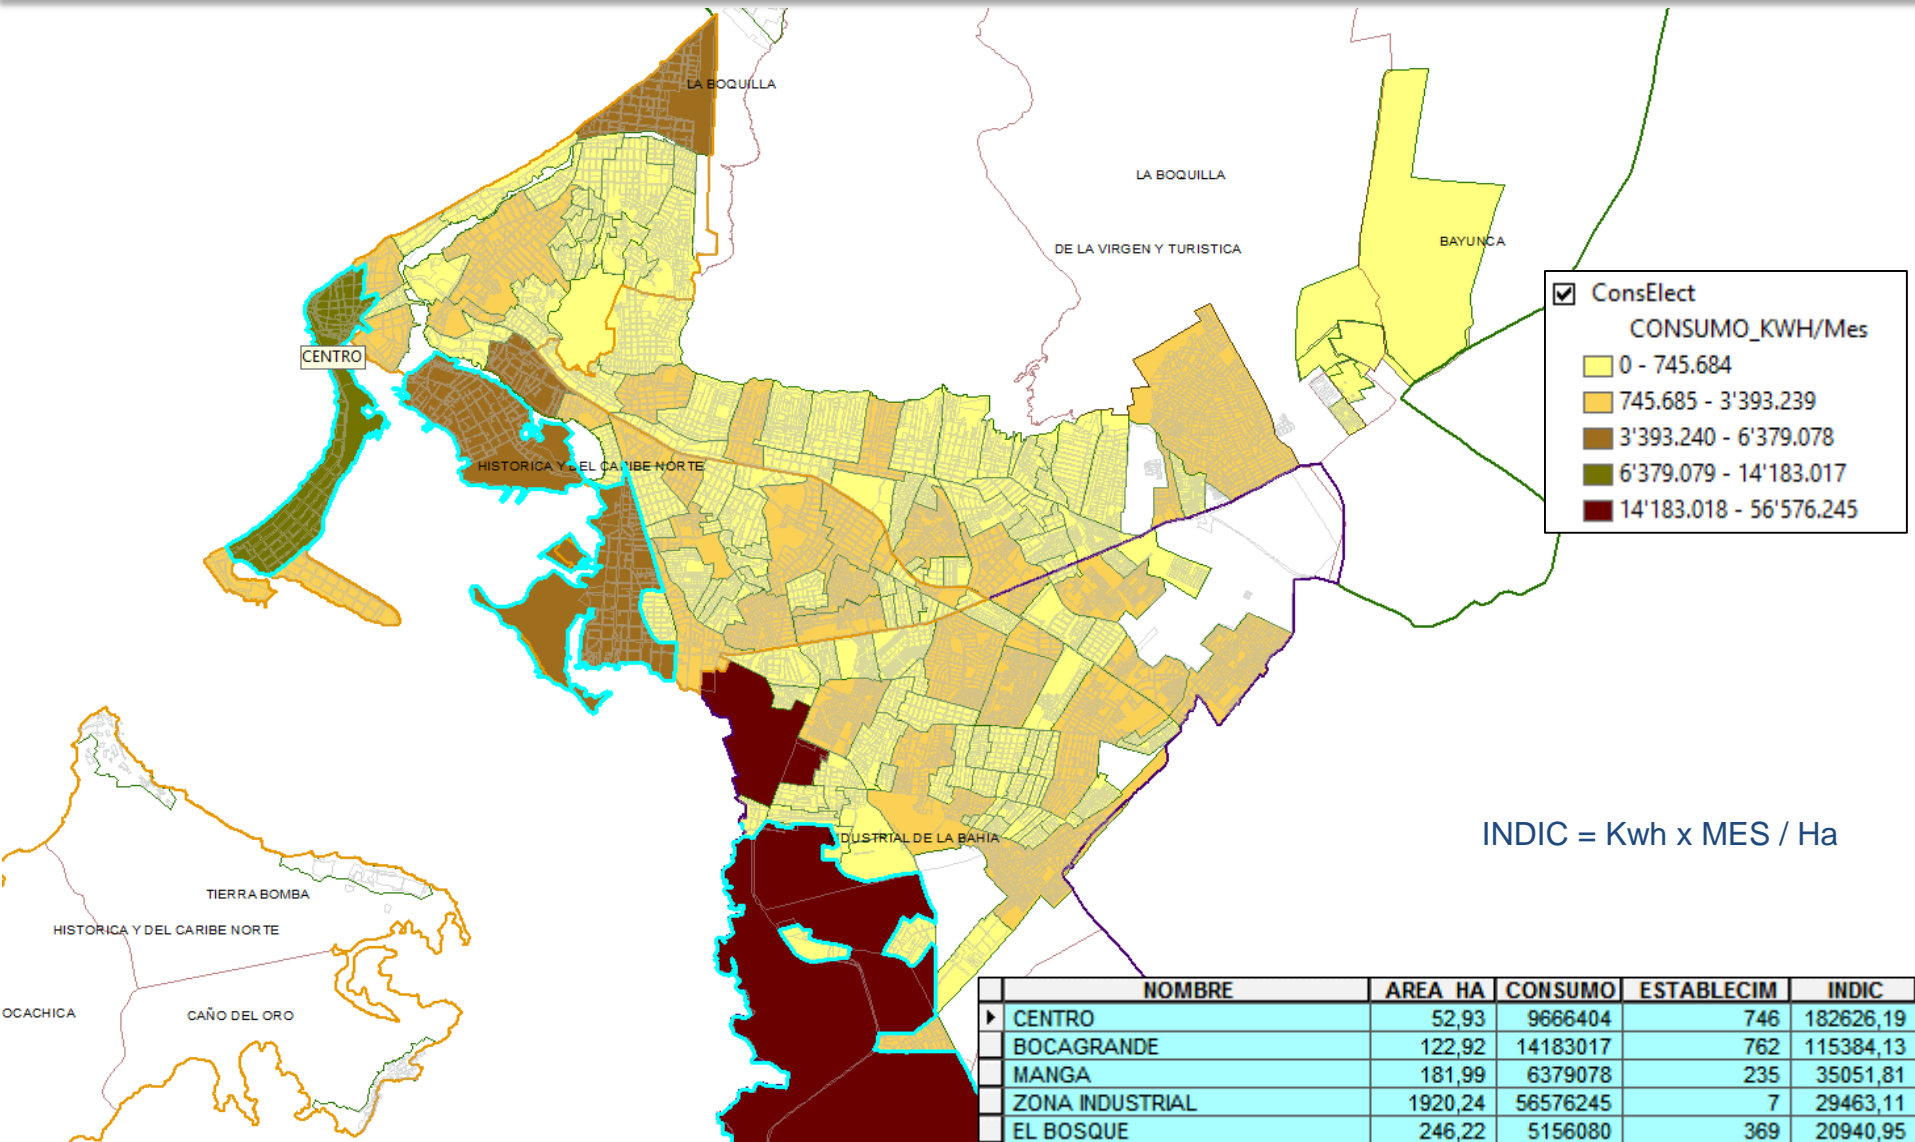 LA BOQUILLA
LA BOQUILLA
DE LA VIRGEN Y TURISTICA
BAYUNCA
ConsElect
CONSUMO_KWH/Mes
0 - 745.684
745.685 - 3'393.239
3'393.240 - 6'379.078
6'379.079 - 14'183.017
14'183.018 - 56'576.245
CENTRO
HISTORICA Y DEL CARIBE NORTE
DUSTRIAL DE LA BAHIA
INDIC = Kwh x MES / Ha
TIERRA BOMBA
HISTORICA Y DEL CARIBE NORTE
OCACHICA
CAÑO DEL ORO
NOMBRE AREA_HA CONSUMO ESTABLECIM INDIC
CENTRO 52,93 9666404 746 182626,19
BOCAGRANDE 122,92 14183017 762 115384,13
MANGA 181,99 6379078 235 35051,81
ZONA INDUSTRIAL 1920,24 56576245 7 29463,11
EL BOSQUE 246,22 5156080 369 20940,95